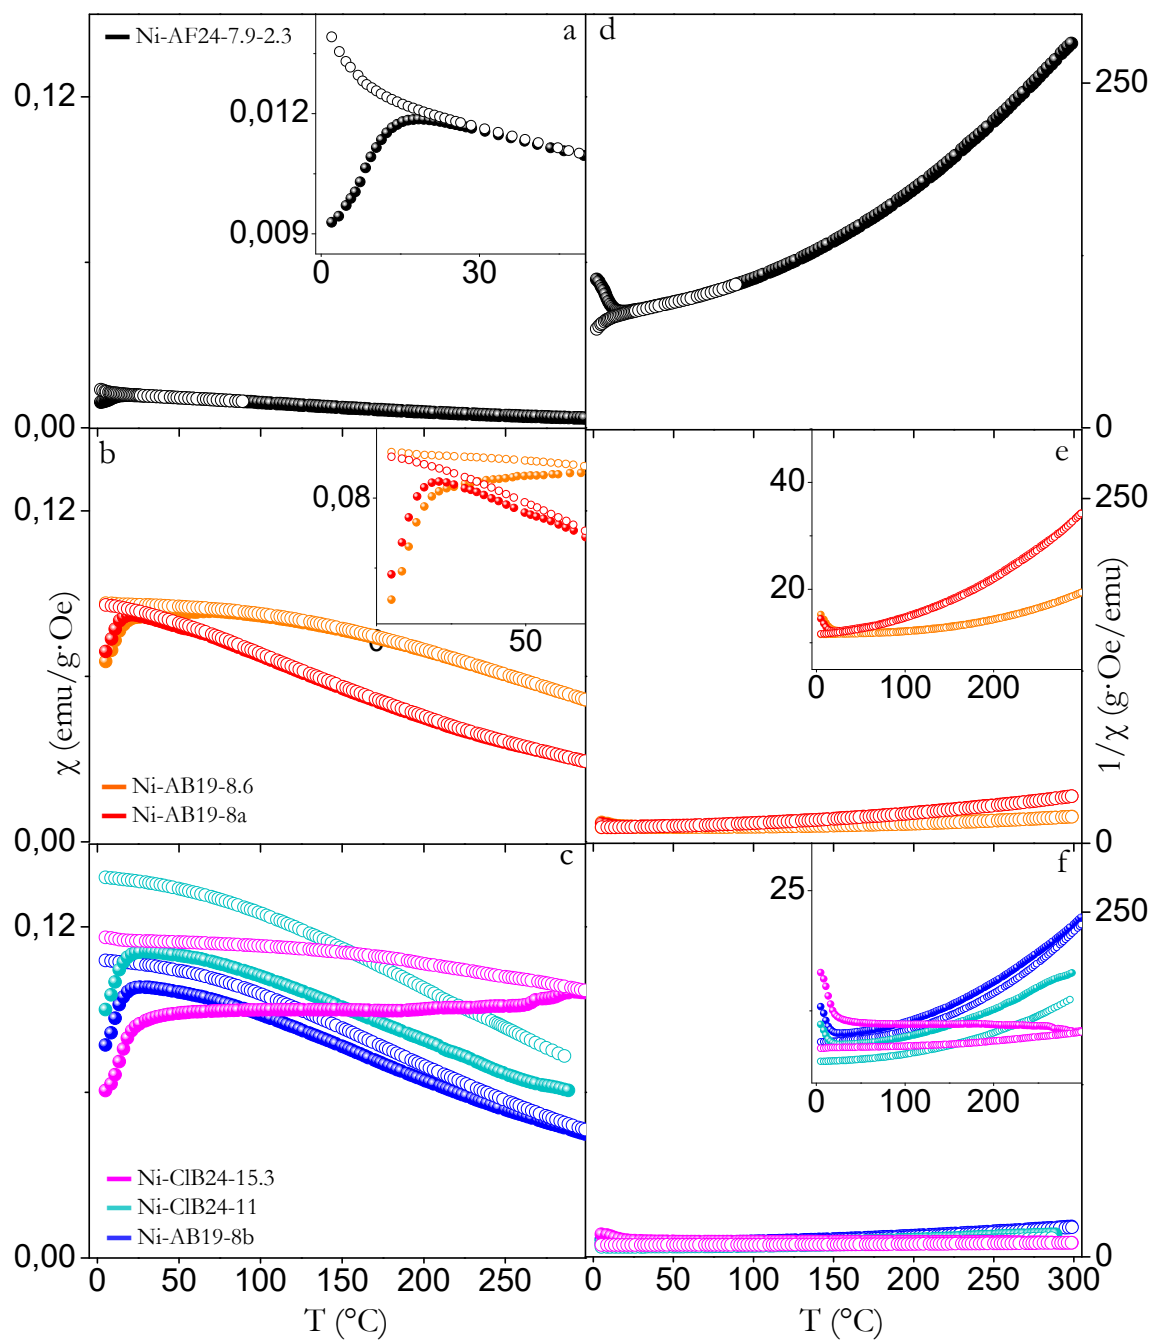 Ni-AF24-7.9-2.3
a
d
0,12
0,012
0,009
0
30
250
0,00
0
b
e
0,12
0,08
50
40
20
0
100
200
250
χ (emu/g·Oe)
1/χ (g·Oe/emu)
Ni-AB19-8.6
Ni-AB19-8a
0,00
0
c
f
0,12
25
0
100
200
250
Ni-ClB24-15.3
Ni-ClB24-11
Ni-AB19-8b
0,00
0
0
50
100
150
200
250
0
50
100
150
200
250
300
T (°C)
T (°C)